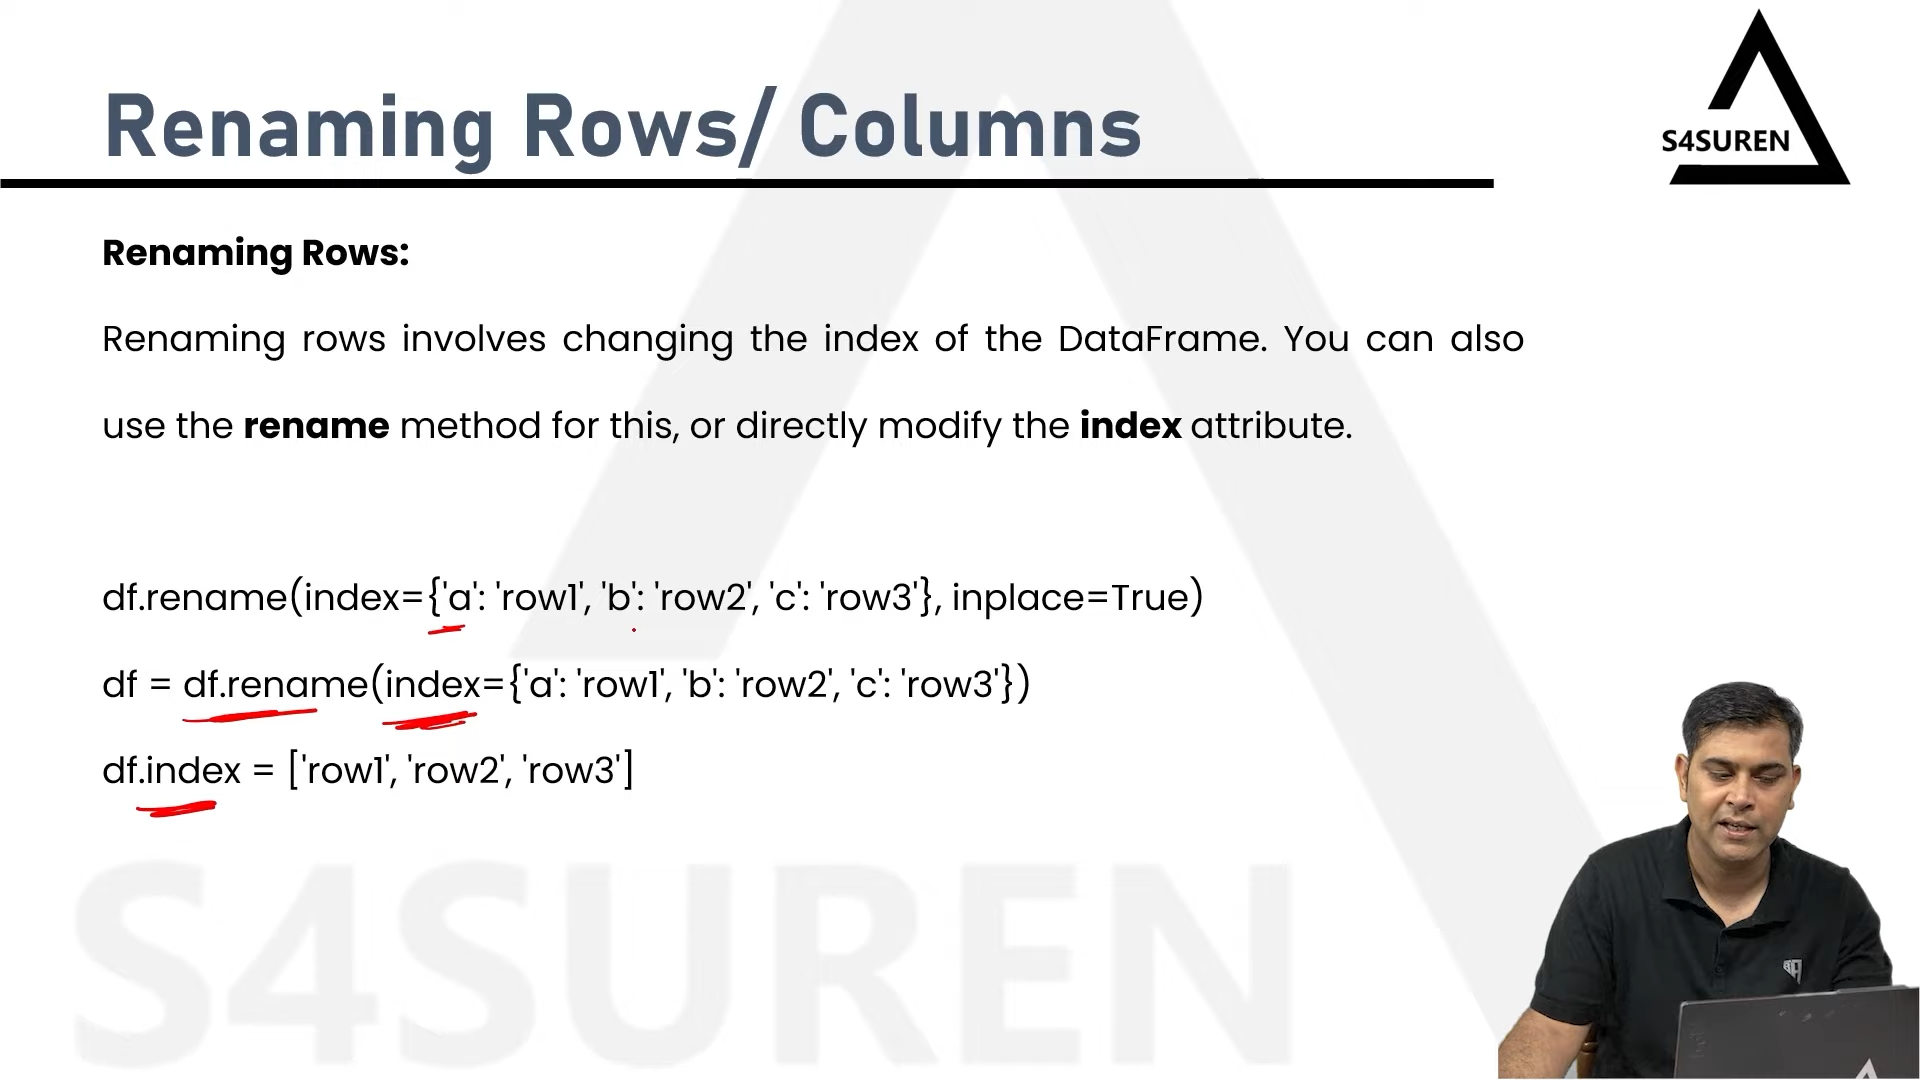 Renaming Rows/ Columns
S4SUREN
Renaming Rows:
Renaming rows involves changing the index of the DataFrame. You can also
use the rename method for this, or directly modify the index attribute.
df.rename(index={'a': 'row1', 'b': 'row2', 'c': 'row3'}, inplace=True)
df = df.rename(index={'a': 'row1', 'b': 'row2', 'c': 'row3'})
df.index = ['row1', 'row2', 'row3']
S4SUREN